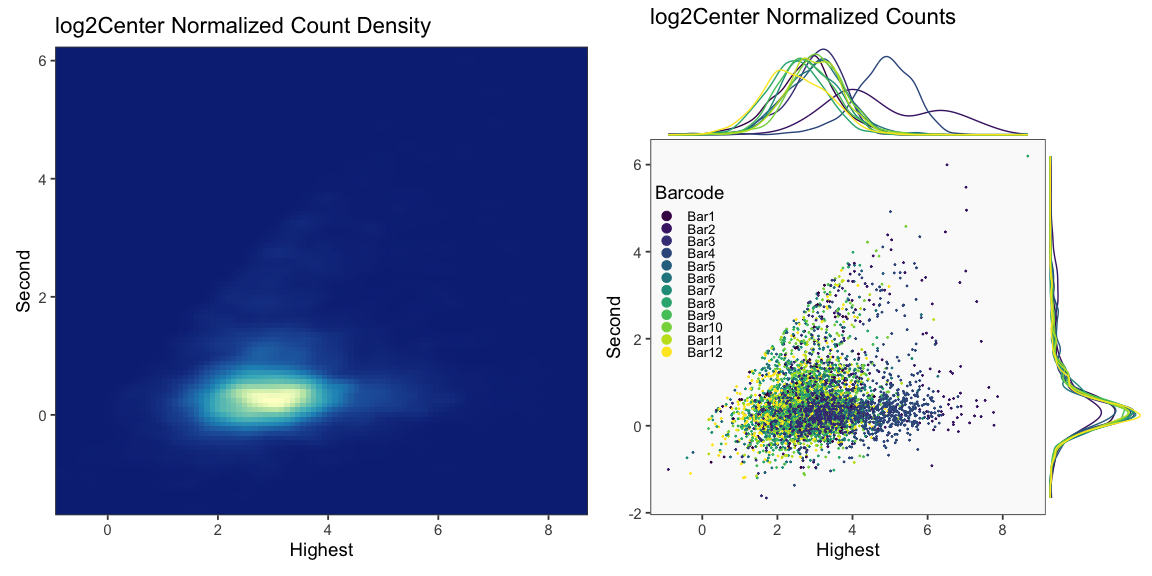 log2Center Normalized Count Density
6
4
2
0
Second
0 2 4 6 8
Highest
log2Center Normalized Counts
6
4
2
0
-2
Second
Barcode
Bar1
Bar2
Bar3
Bar4
Bar5
Bar6
Bar7
Bar8
Bar9
Bar10
Bar11
Bar12
0 2 4 6 8
Highest